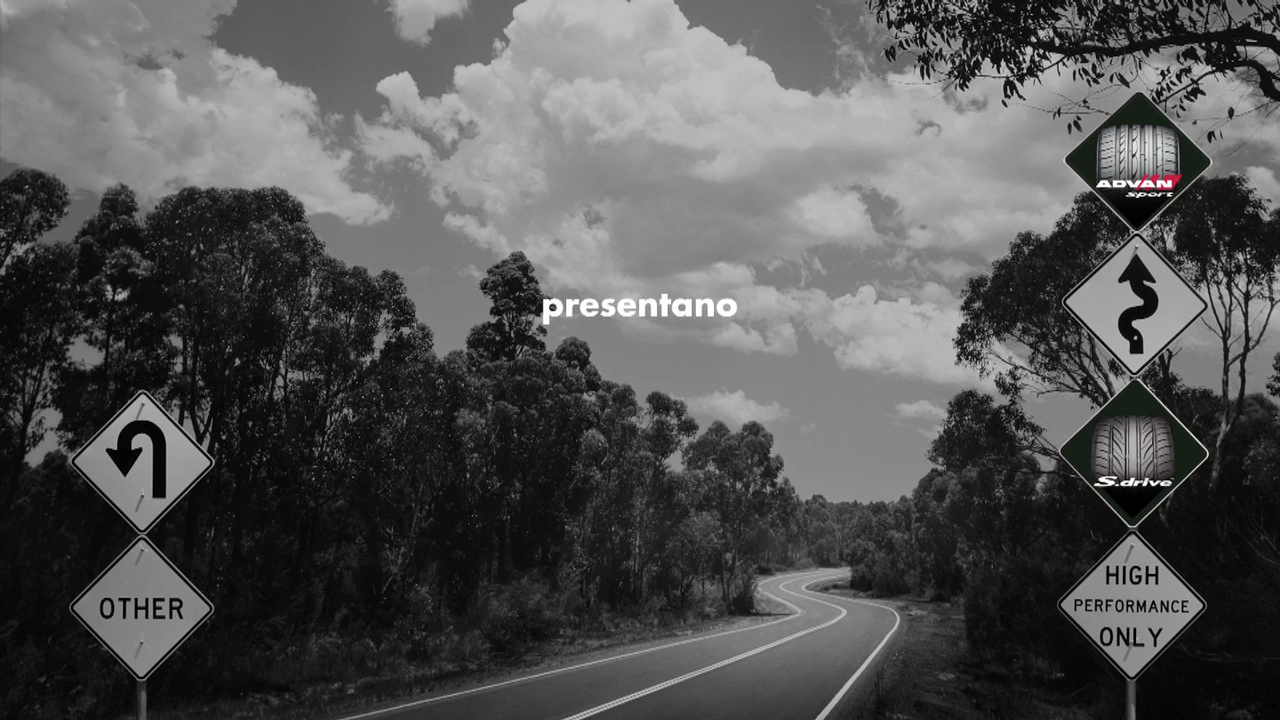 presentano
ADVAN
sport
S.drive
OTHER
HIGH
PERFORMANCE
ONLY